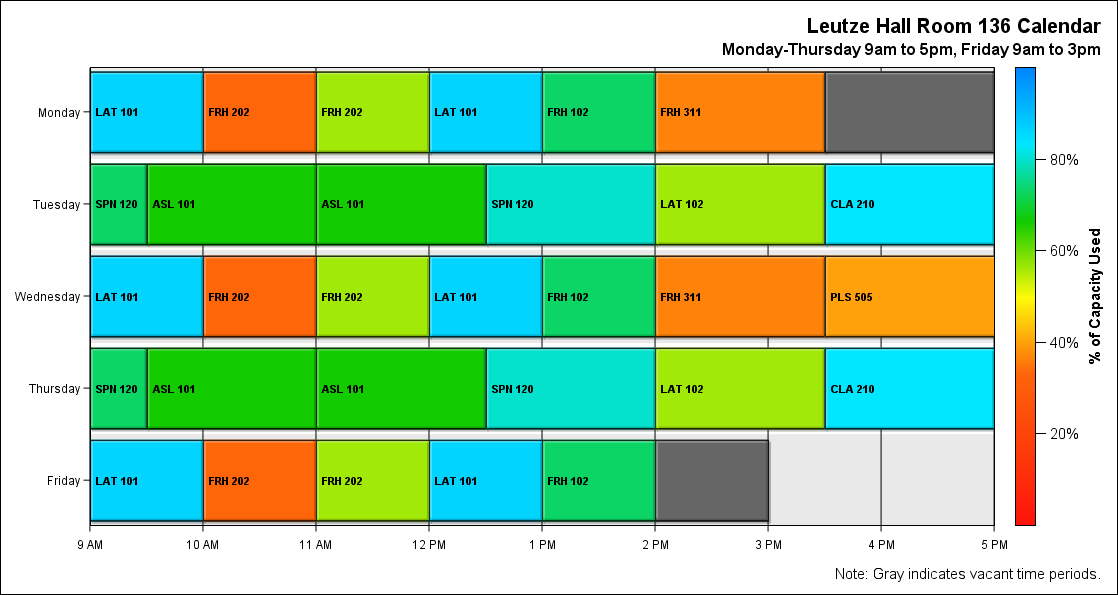 Leutze Hall Room 136 Calendar
Monday-Thursday 9am to 5pm, Friday 9am to 3pm
Monday
LAT 101
FRH 202
FRH 202
LAT 101
FRH 102
FRH 311
Tuesday
SPN 120
ASL 101
ASL 101
SPN 120
LAT 102
CLA 210
Wednesday
LAT 101
FRH 202
FRH 202
LAT 101
FRH 102
FRH 311
PLS 505
Thursday
SPN 120
ASL 101
ASL 101
SPN 120
LAT 102
CLA 210
Friday
LAT 101
FRH 202
FRH 202
LAT 101
FRH 102
9 AM
10 AM
11 AM
12 PM
1 PM
2 PM
3 PM
4 PM
5 PM
80%
60%
40%
20%
% of Capacity Used
Note: Gray indicates vacant time periods.